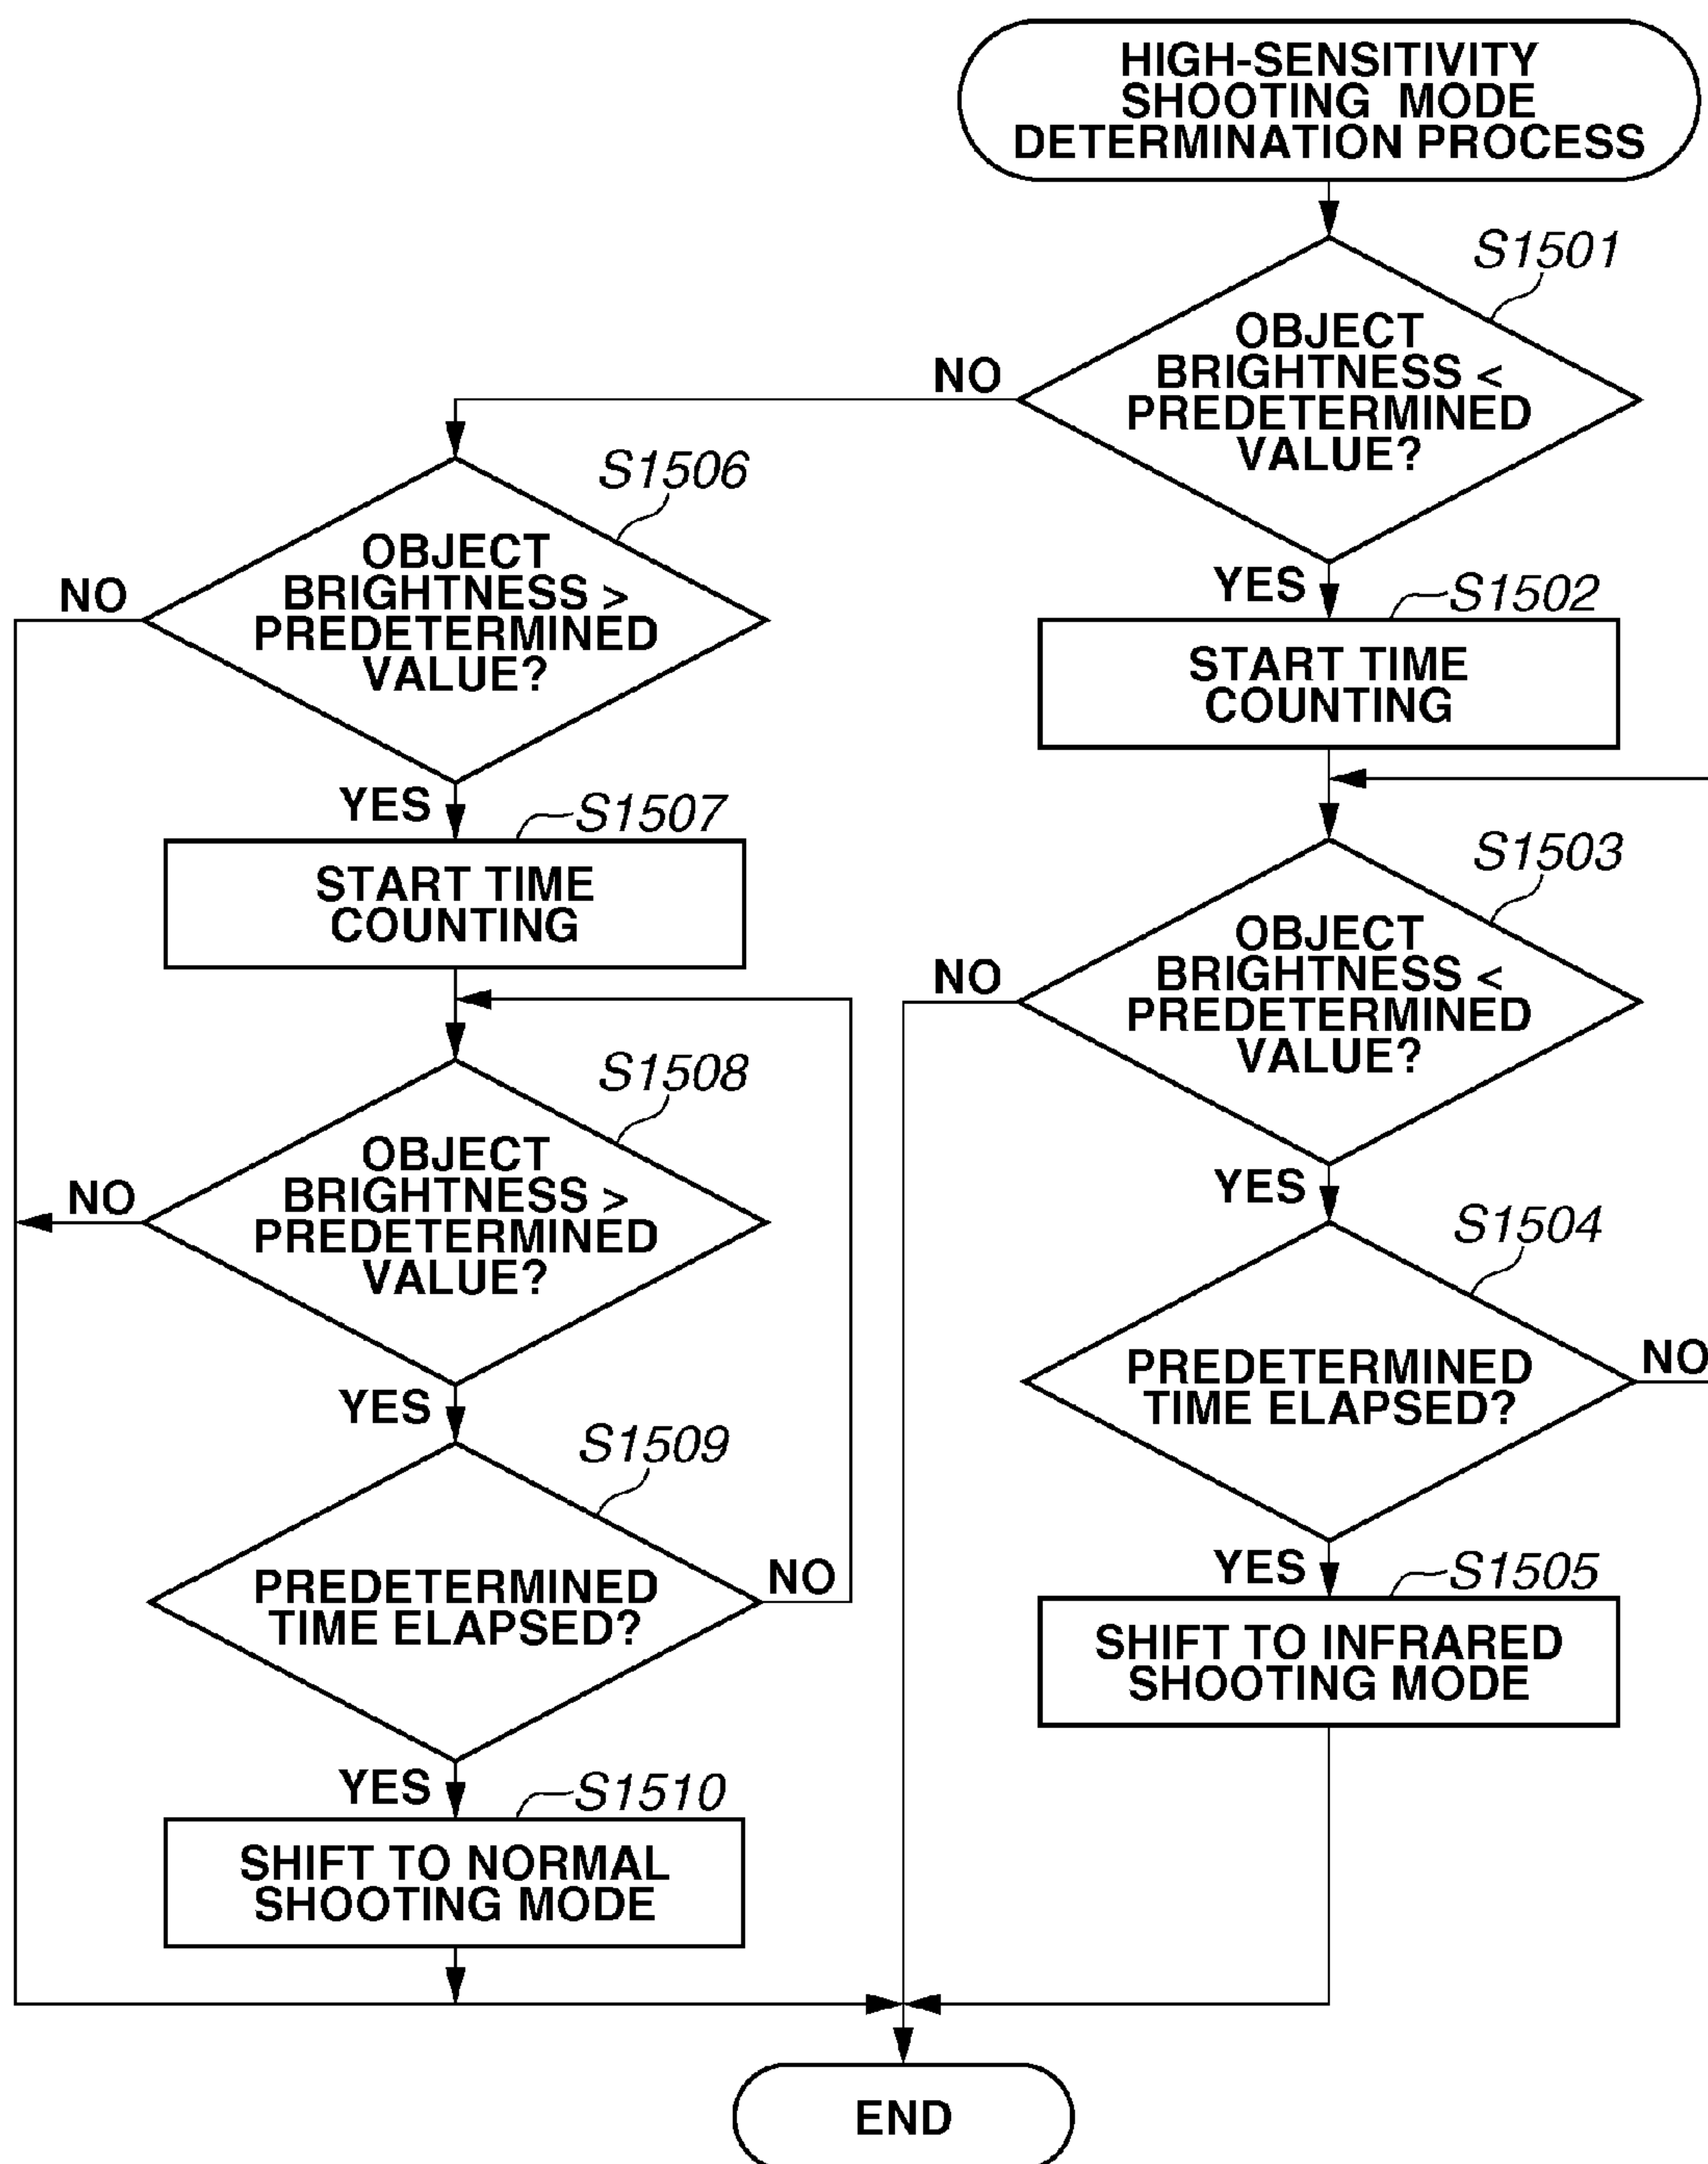 HIGH-SENSITIVITY
SHOOTING MODE
DETERMINATION PROCESS
S1501
OBJECT
BRIGHTNESS <
PREDETERMINED
VALUE?
NO
YES
S1502
START TIME
COUNTING
S1503
OBJECT
BRIGHTNESS <
PREDETERMINED
VALUE?
NO
YES
S1504
PREDETERMINED
TIME ELAPSED?
NO
YES
S1505
SHIFT TO INFRARED
SHOOTING MODE
S1506
OBJECT
BRIGHTNESS >
PREDETERMINED
VALUE?
NO
YES
S1507
START TIME
COUNTING
S1508
OBJECT
BRIGHTNESS >
PREDETERMINED
VALUE?
NO
YES
S1509
PREDETERMINED
TIME ELAPSED?
NO
YES
S1510
SHIFT TO NORMAL
SHOOTING MODE
END